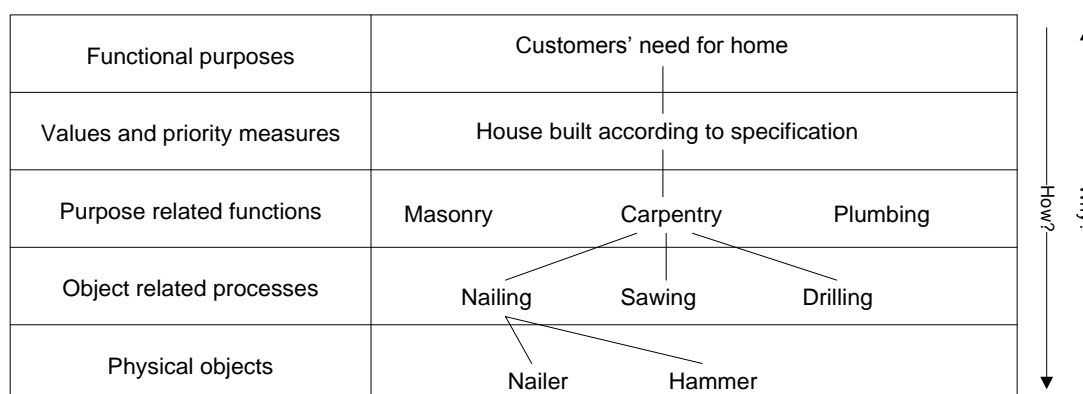 Functional purposes
Customers' need for home
Values and priority measures
House built according to specification
Purpose related functions
Masonry Carpentry Plumbing
Object related processes
Nailing Sawing Drilling
Physical objects
Nailer Hammer
How?